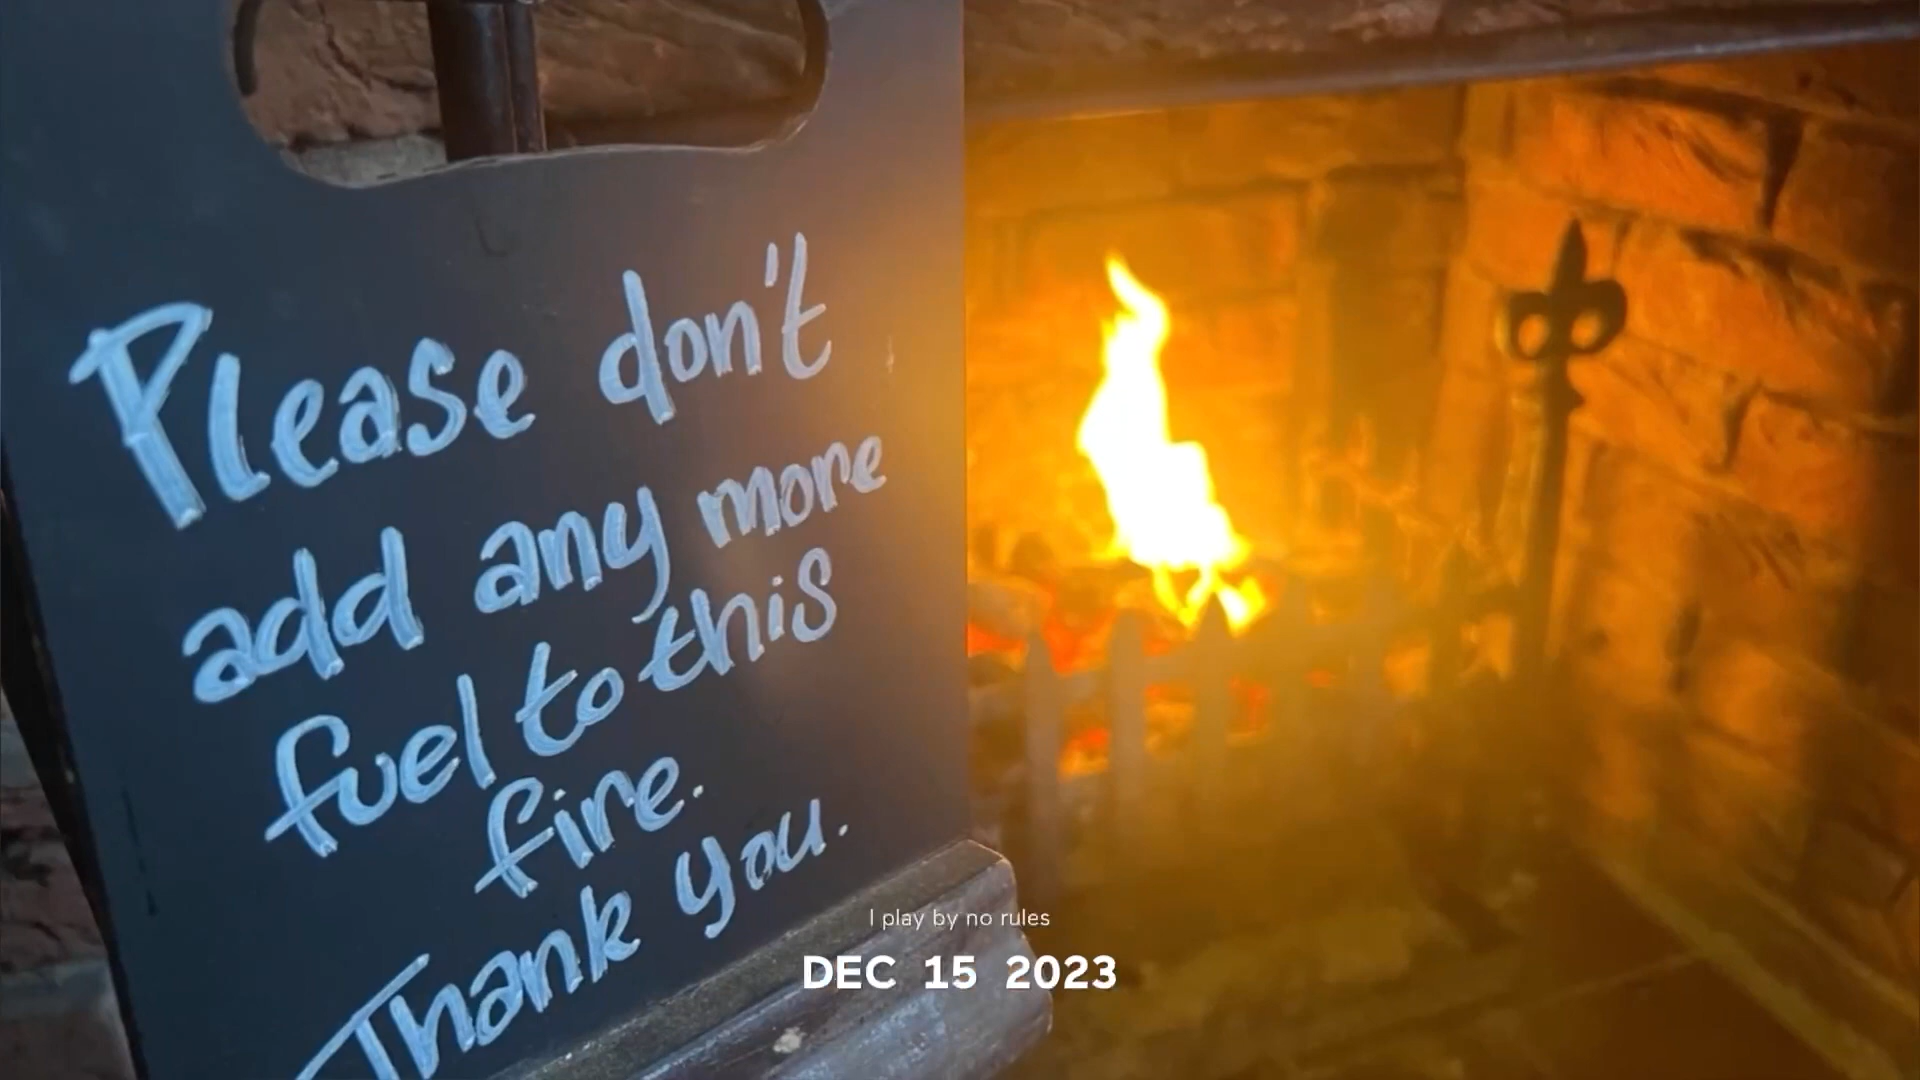 Please don't
add any more
fuel to this
fire.
Thank you.
I play by no rules
DEC 15 2023